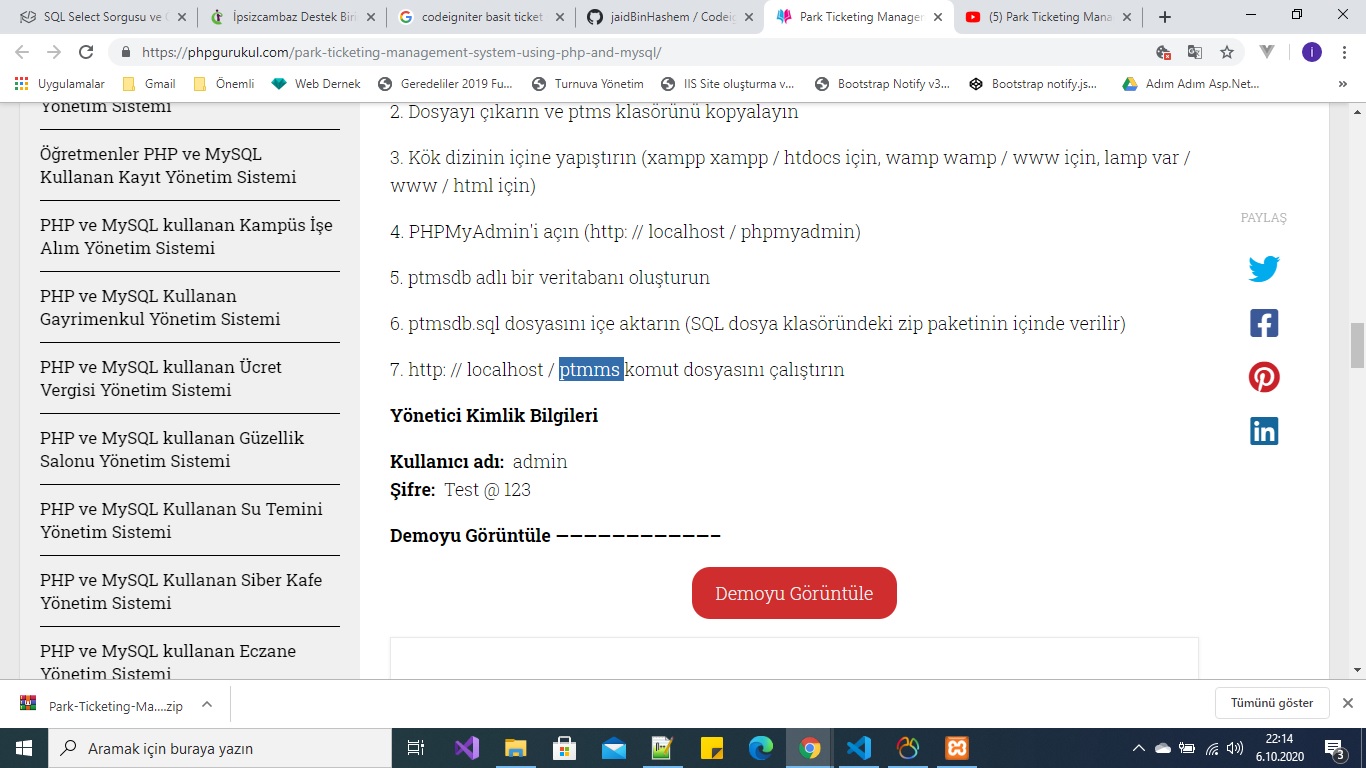 SQL Select Sorgusu ve
İpsizcambaz Destek Biri
codeigniter basit ticket
jaidBinHashem / Codeig
Park Ticketing Manager
(5) Park Ticketing Mana
https://phpgurukul.com/park-ticketing-management-system-using-php-and-mysql/
i
Uygulamalar
Gmail
Önemli
Web Dernek
Geredeliler 2019 Fu...
Turnuva Yönetim
IIS Site oluşturma v...
Bootstrap Notify v3...
Bootstrap notify.js...
Adım Adım Asp.Net...
»
Yönetim Sistemi
Öğretmenler PHP ve MySQL
Kullanan Kayıt Yönetim Sistemi
PHP ve MySQL kullanan Kampüs İşe
Alım Yönetim Sistemi
PHP ve MySQL Kullanan
Gayrimenkul Yönetim Sistemi
PHP ve MySQL kullanan Ücret
Vergisi Yönetim Sistemi
PHP ve MySQL kullanan Güzellik
Salonu Yönetim Sistemi
PHP ve MySQL Kullanan Su Temini
Yönetim Sistemi
PHP ve MySQL Kullanan Siber Kafe
Yönetim Sistemi
PHP ve MySQL kullanan Eczane
Yönetim Sistemi
2. Dosyayı çıkarın ve ptms klasörünü kopyalayın
3. Kök dizinin içine yapıştırın (xampp xampp / htdocs için, wamp wamp / www için, lamp var /
www / html için)
4. PHPMyAdmin'i açın (http: // localhost / phpmyadmin)
5. ptmsdb adlı bir veritabanı oluşturun
6. ptmsdb.sql dosyasını içe aktarın (SQL dosya klasöründeki zip paketinin içinde verilir)
7. http: // localhost / ptmms komut dosyasını çalıştırın
Yönetici Kimlik Bilgileri
Kullanıcı adı: admin
Şifre: Test @ 123
Demoyu Görüntüle ————————————
Demoyu Görüntüle
PAYLAŞ
Park-Ticketing-Ma....zip
Tümünü göster
Aramak için buraya yazın
22:14
6.10.2020
3